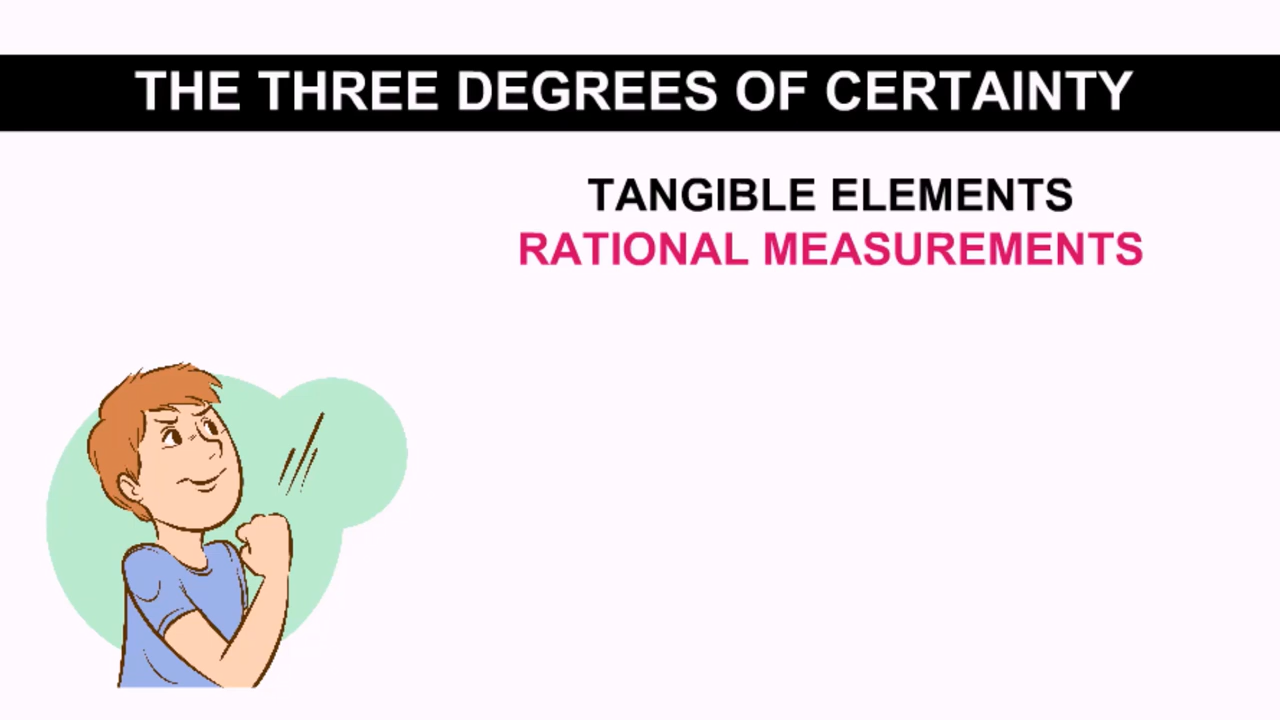 THE THREE DEGREES OF CERTAINTY
TANGIBLE ELEMENTS
RATIONAL MEASUREMENTS